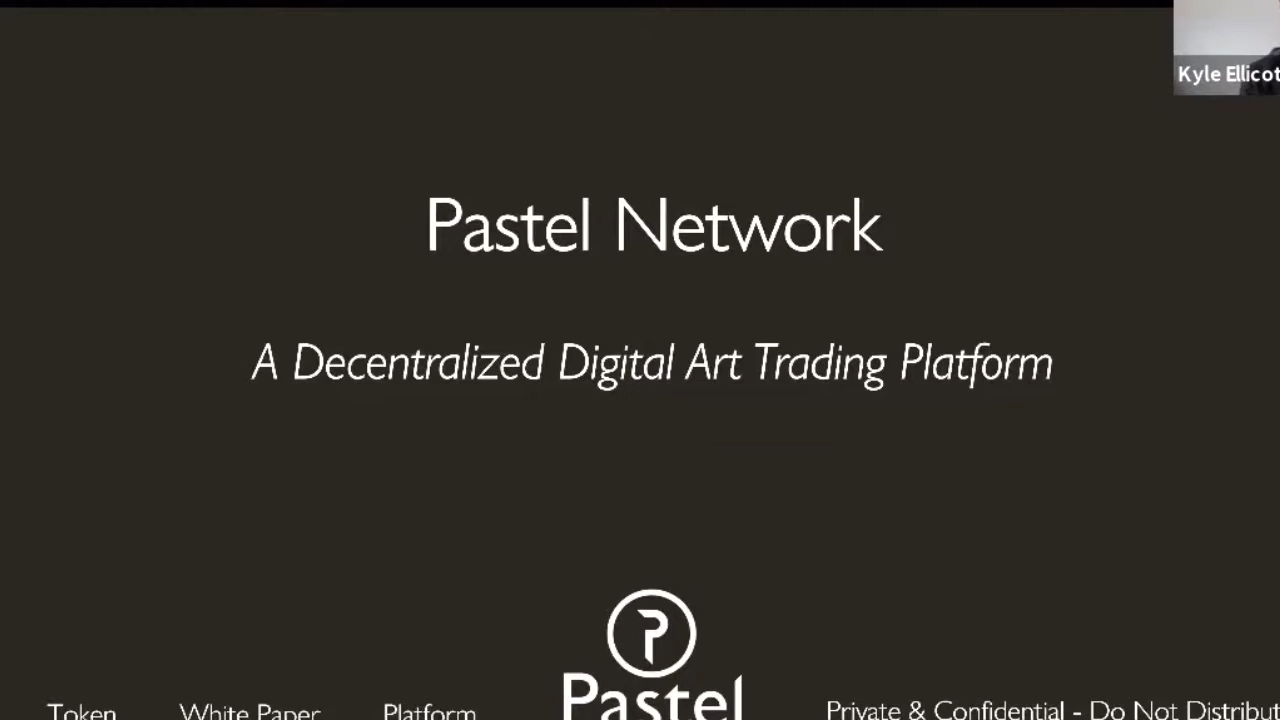 Kyle Ellicot
Pastel Network
A Decentralized Digital Art Trading Platform
Pastel
Token White Paper Platform Private & Confidential - Do Not Distribut